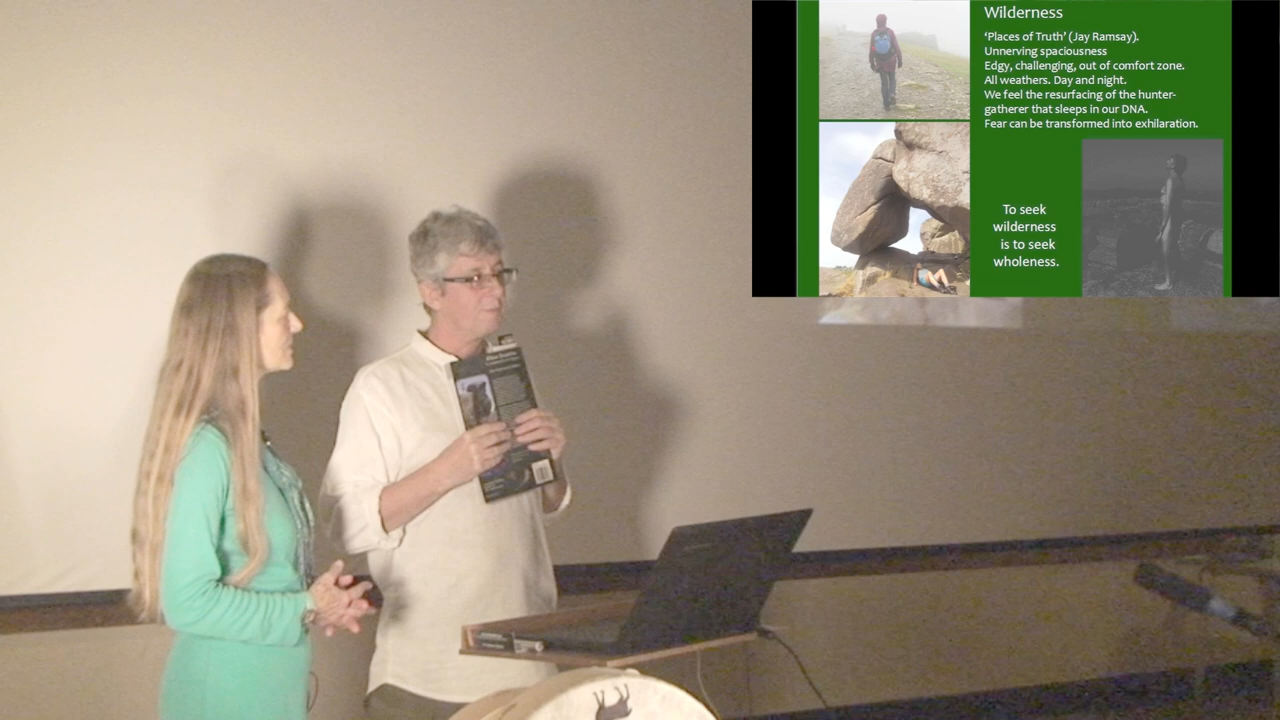 Wilderness
‘Places of Truth’ (Jay Ramsay).
Unnerving spaciousness
Edgy, challenging, out of comfort zone.
All weathers. Day and night.
We feel the resurfacing of the hunter-
gatherer that sleeps in our DNA.
Fear can be transformed into exhilaration.
To seek
wilderness
is to seek
wholeness.